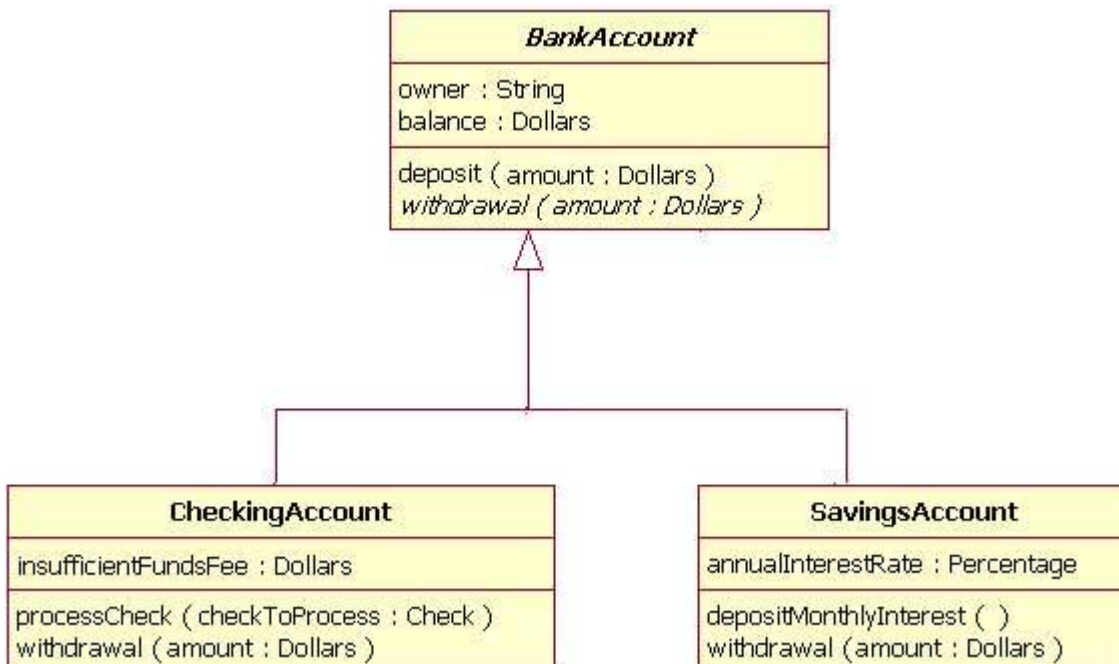 BankAccount
owner : String
balance : Dollars
deposit ( amount : Dollars )
withdrawal ( amount : Dollars )
CheckingAccount
insufficientFundsFee : Dollars
processCheck ( checkToProcess : Check )
withdrawal ( amount : Dollars )
SavingsAccount
annualInterestRate : Percentage
depositMonthlyInterest ( )
withdrawal ( amount : Dollars )